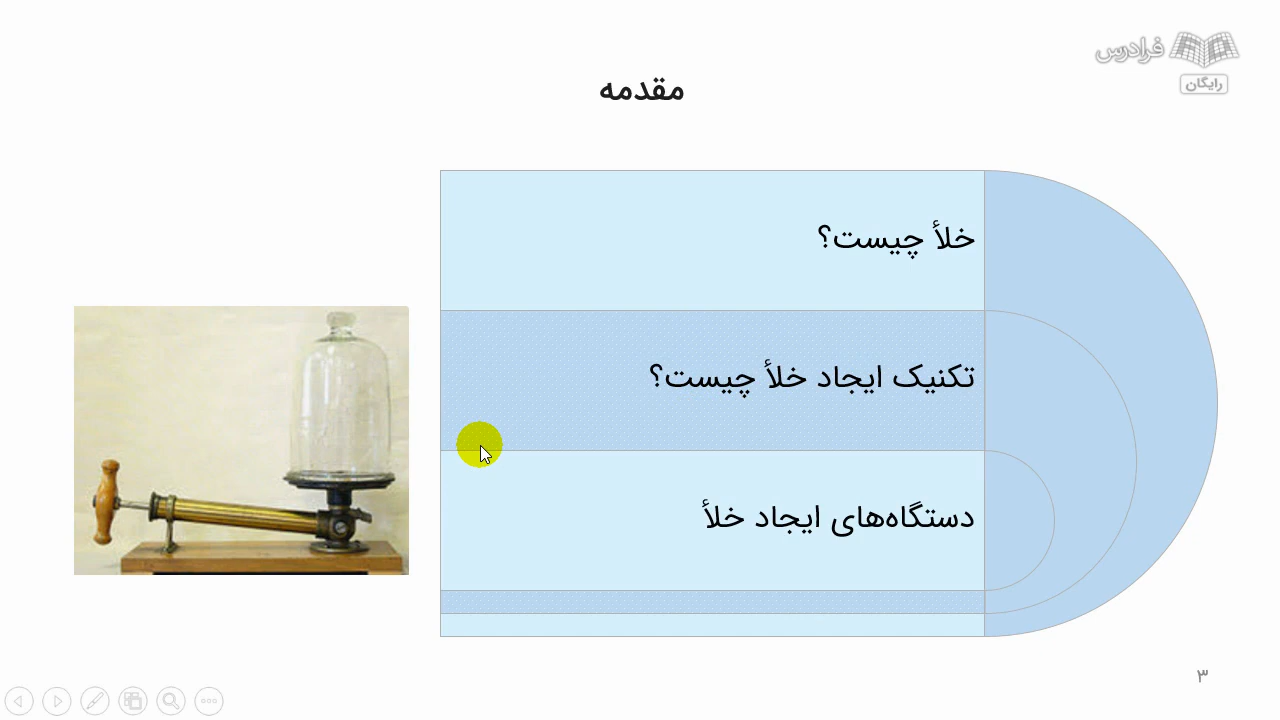 فرادرس
رایگان
مقدمه
خلأ چیست؟
تکنیک ایجاد خلأ چیست؟
دستگاه‌های ایجاد خلأ
۳